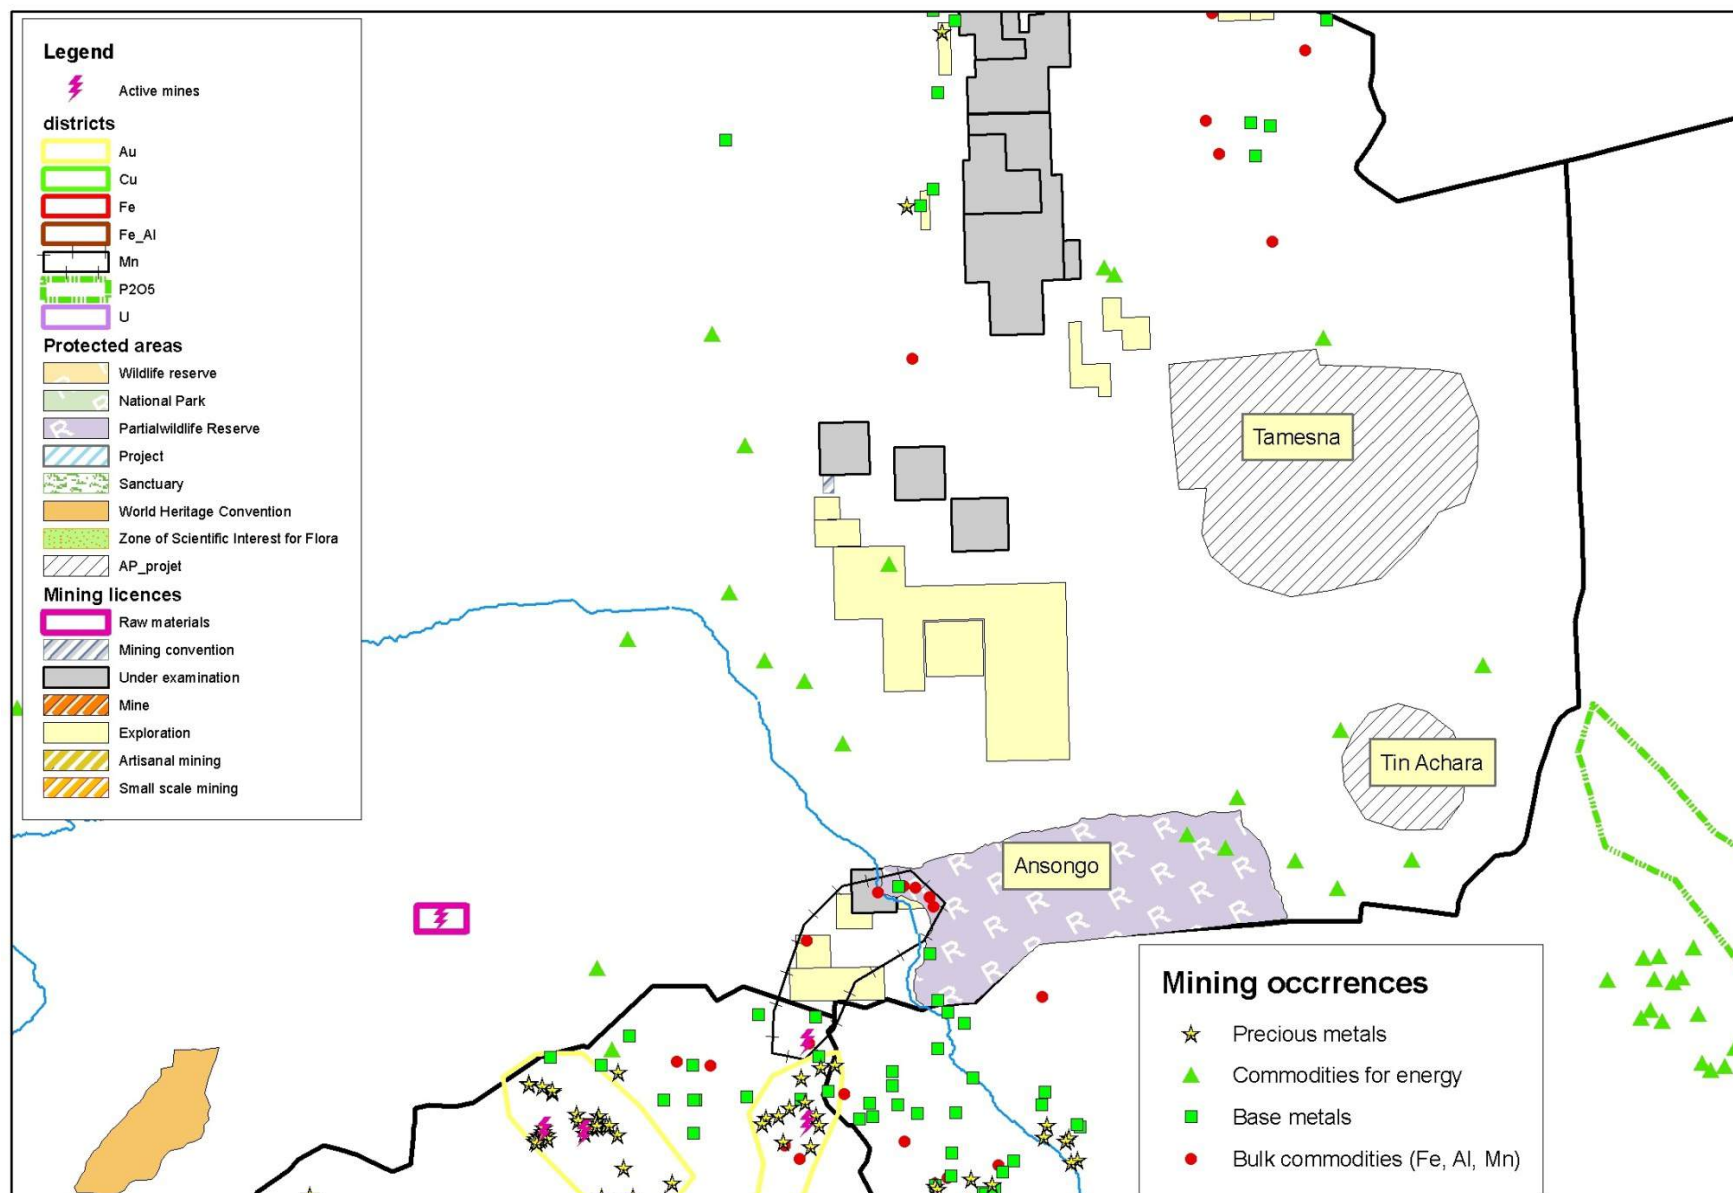 Legend
Active mines
districts
Au
Cu
Fe
Fe_Al
Mn
P2O5
U
Protected areas
Wildlife reserve
National Park
Partialwildlife Reserve
Project
Sanctuary
World Heritage Convention
Zone of Scientific Interest for Flora
AP_projet
Mining licences
Raw materials
Mining convention
Under examination
Mine
Exploration
Artisanal mining
Small scale mining
Tamesna
Tin Achara
Ansongo
Mining occrrences
Precious metals
Commodities for energy
Base metals
Bulk commodities (Fe, Al, Mn)